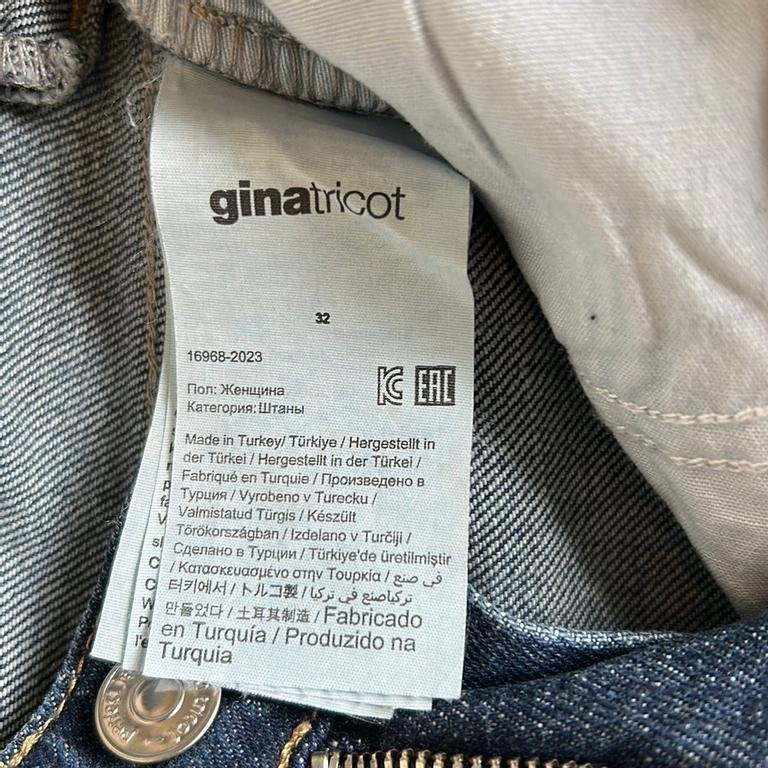 ginatricot
32
16968-2023
KC EAC
Пол: Женщина
Категория: Штаны
Made in Turkey/ Türkiye / Hergestellt in
der Türkei / Hergestellt in der Türkei /
Fabriqué en Turquie / Произведено в
Турция / Vyrobeno v Turecku /
Valmistatud Türgis / Készült
Törökországban / Izdelano v Turčiji /
Сделано в Турции / Türkiye'de üretilmiştir
/ Κατασκευασμένο στην Τουρκία / في صنع
터키에서 / トルコ製 / تركياصنع في تركيا /
만들었다 / 土耳其制造 / Fabricado
en Turquía / Produzido na
Turquia